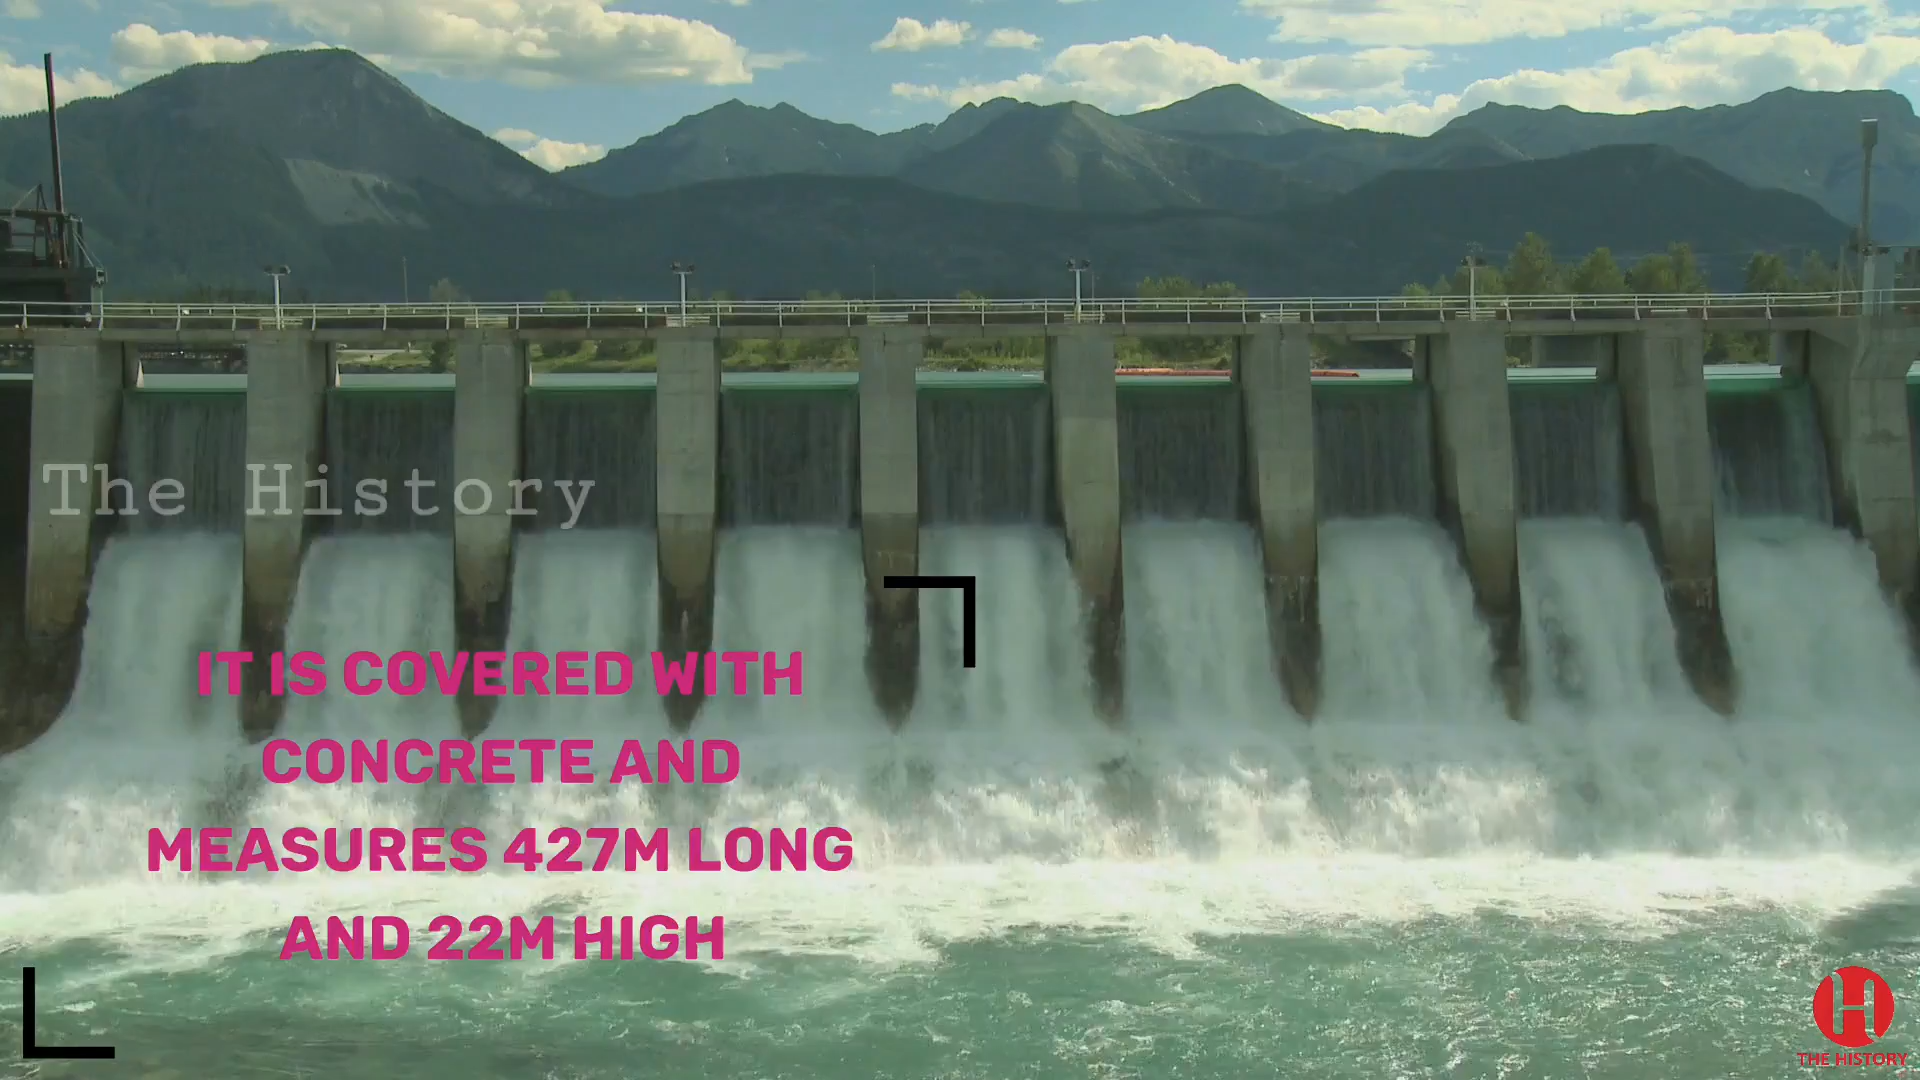 The History
IT IS COVERED WITH
CONCRETE AND
MEASURES 427M LONG
AND 22M HIGH
H
THE HISTORY